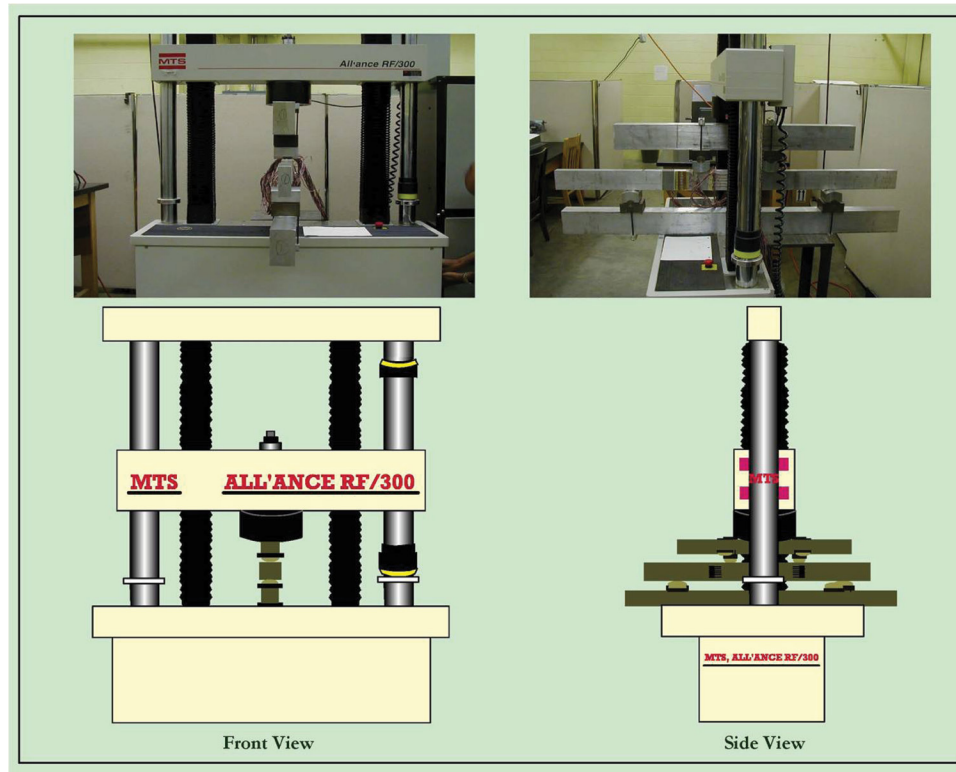 MTS
All·ance RF/300
MTS ALL'ANCE RF/300
MTS
MTS, ALL'ANCE RF/300
Front View
Side View